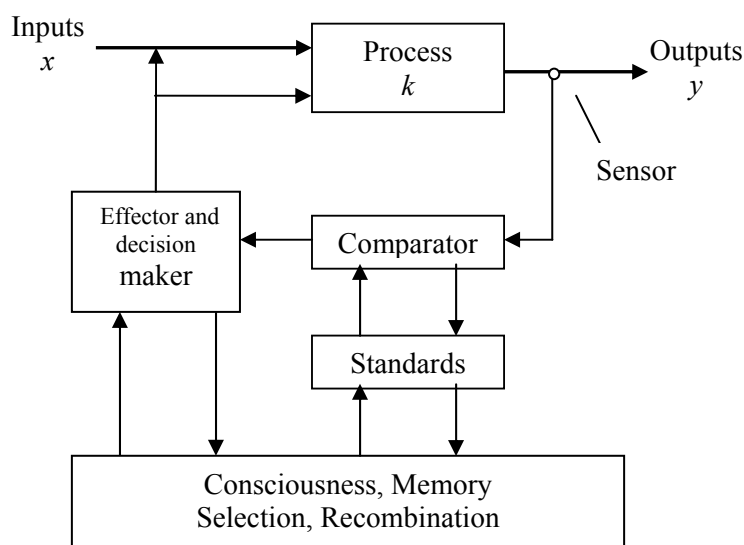 Inputs
x
Process
k
Outputs
y
Sensor
Effector and
decision
maker
Comparator
Standards
Consciousness, Memory
Selection, Recombination